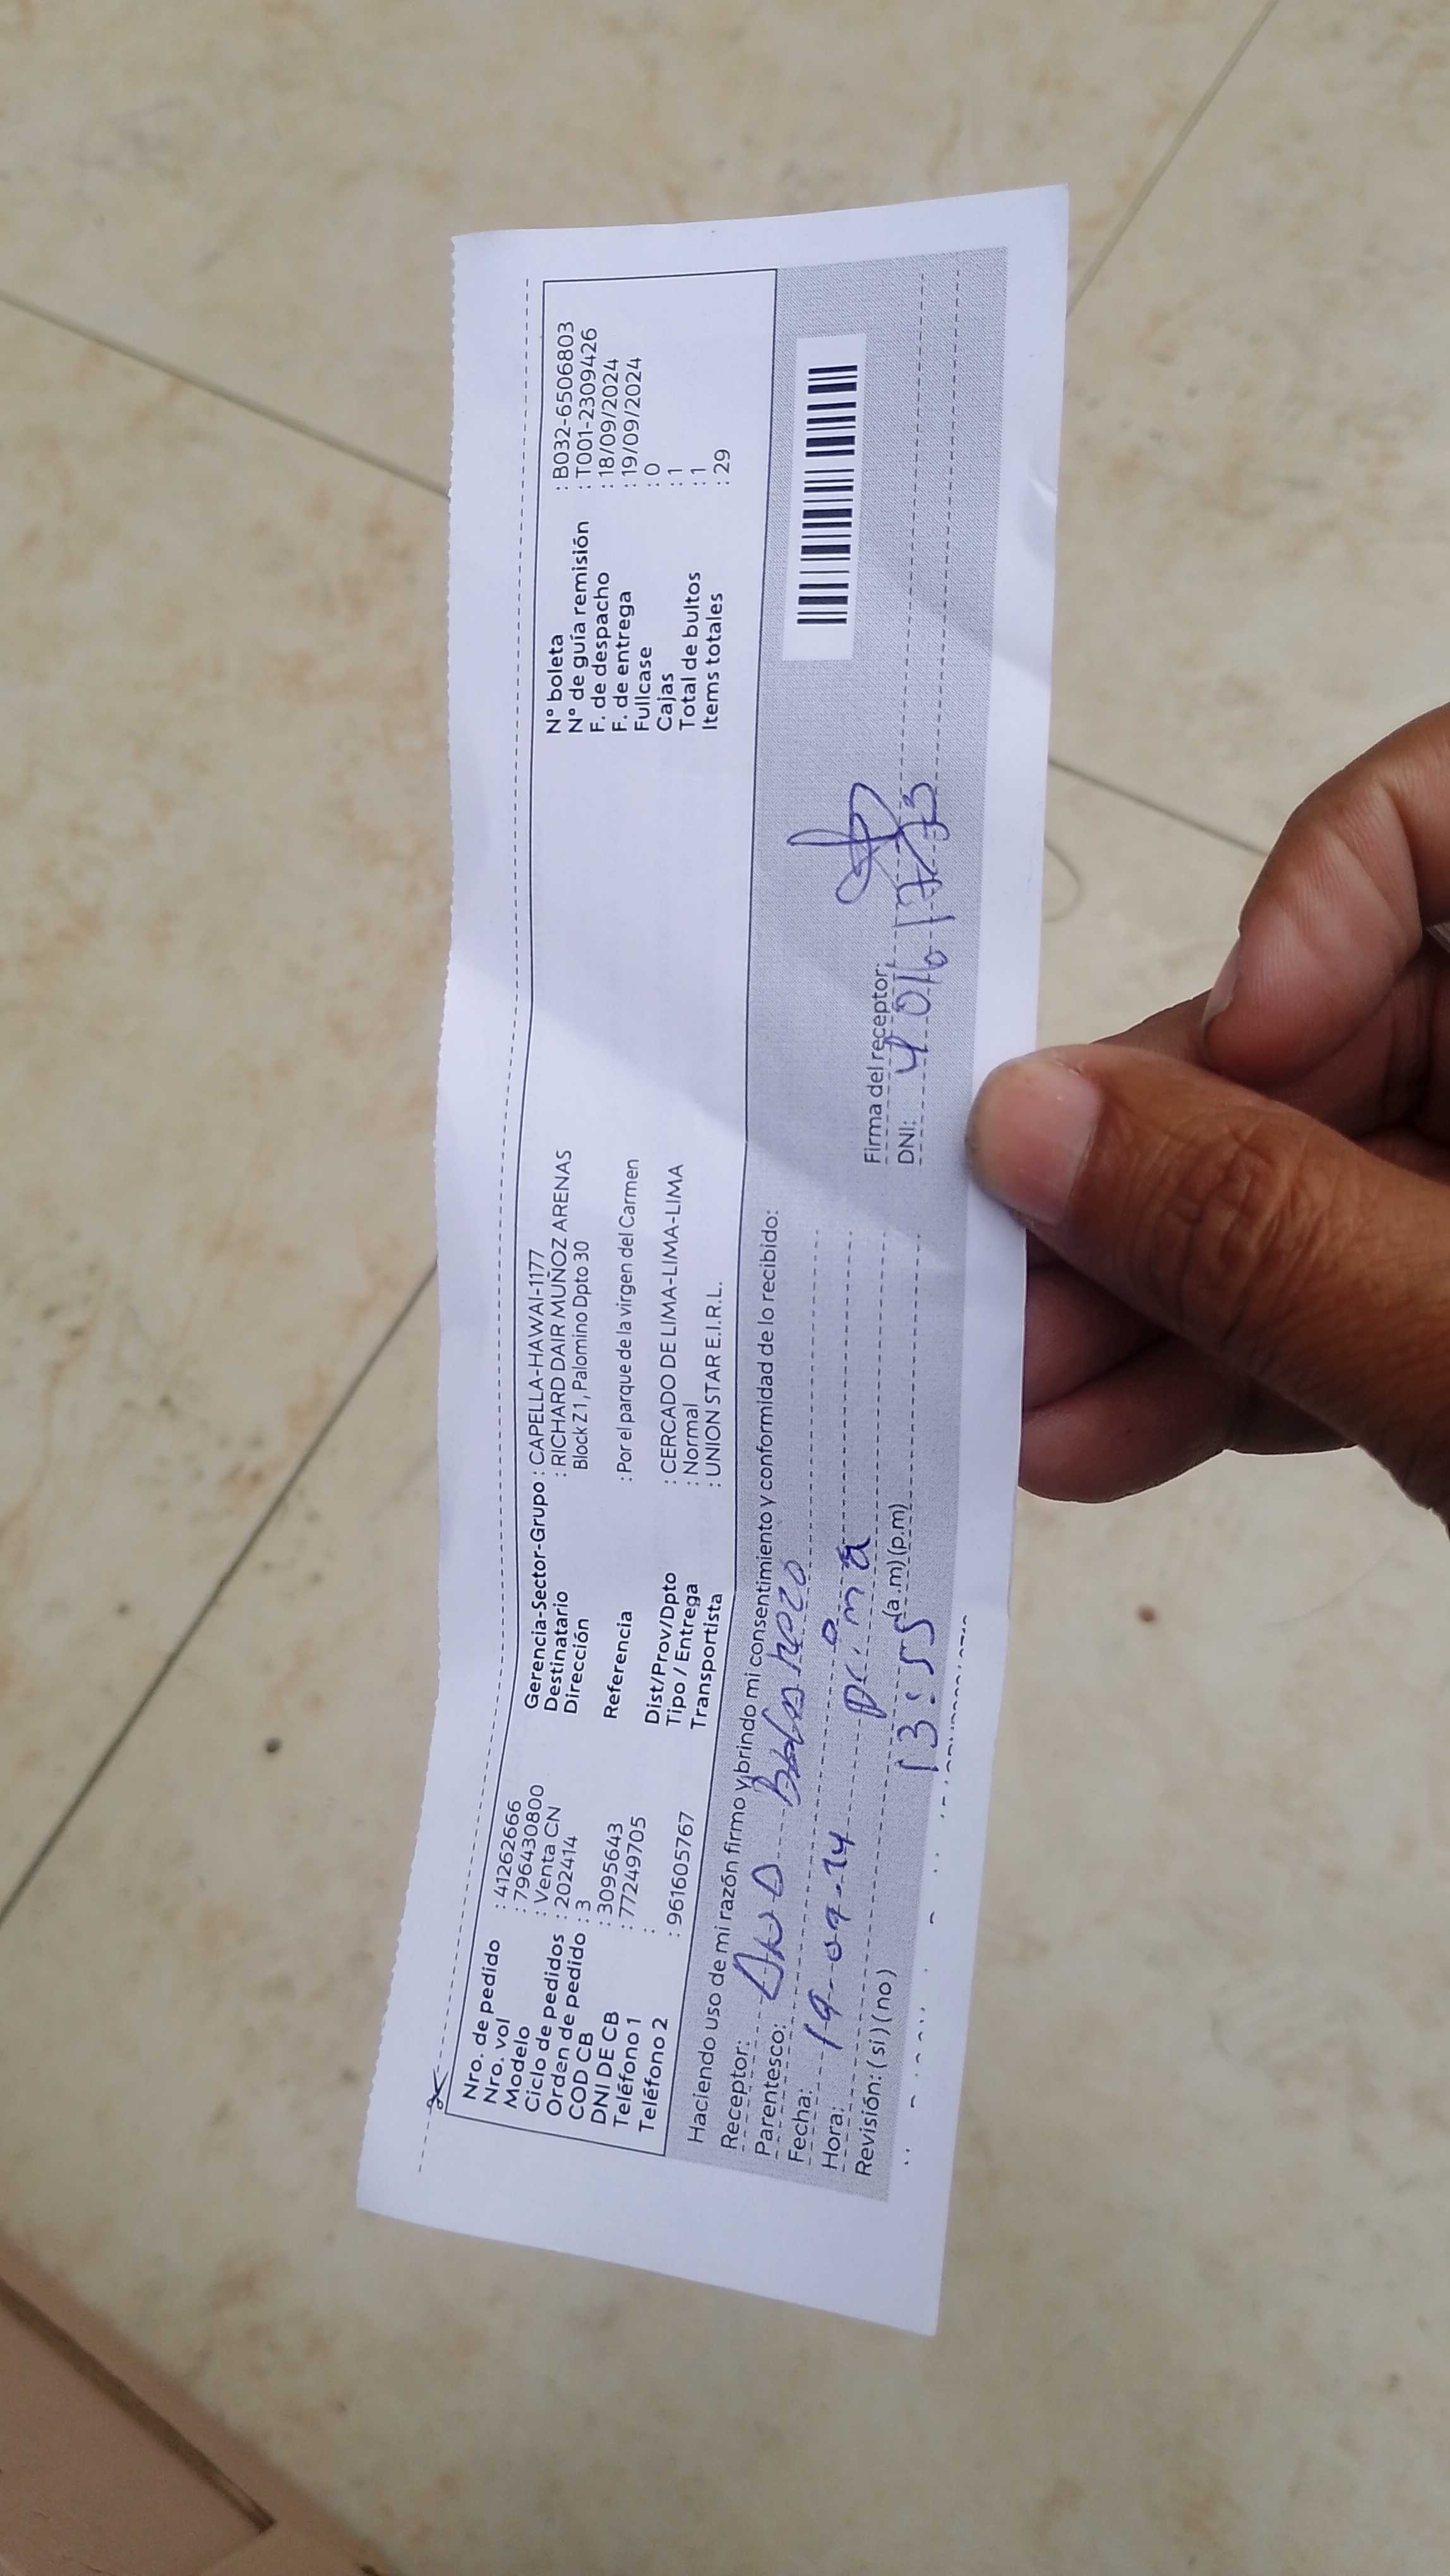 Nro. de pedido : 41262666
Nro. vol : 796430800
Modelo : Venta CN
Ciclo de pedidos : 202414
Orden de pedido : 3
COD CB : 3095643
DNI DE CB : 77249705
Teléfono 1 :
Teléfono 2 : 961605767
Gerencia-Sector-Grupo : CAPELLA-HAWAI-1177
Destinatario : RICHARD DAIR MUÑOZ ARENAS
Dirección Block Z1, Palomino Dpto 30
Referencia : Por el parque de la virgen del Carmen
Dist/Prov/Dpto : CERCADO DE LIMA-LIMA-LIMA
Tipo / Entrega : Normal
Transportista : UNION STAR E.I.R.L.
N° boleta : B032-6506803
N° de guía remisión : T001-2309426
F. de despacho : 18/09/2024
F. de entrega : 19/09/2024
Fullcase : 0
Cajas : 1
Total de bultos : 1
Items totales : 29
Haciendo uso de mi razón firmo y brindo mi consentimiento y conformidad de lo recibido:
Receptor:
Parentesco:
Fecha: 19-09-24
Hora: 13:55 (a.m) (p.m)
Revisión: ( si ) ( no )
Firma del receptor:
DNI: